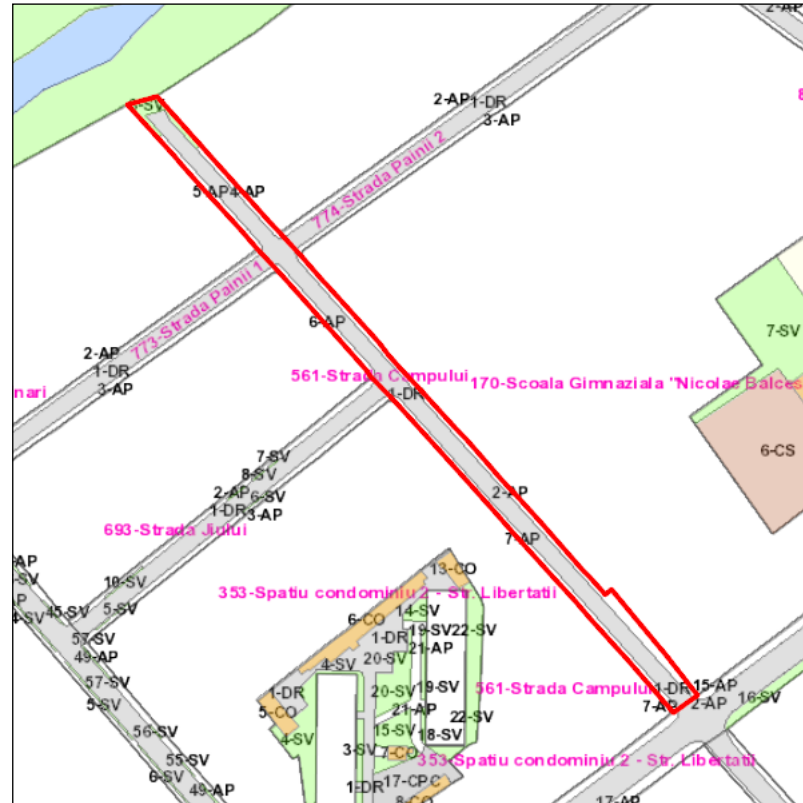 2-AP
2-AP 1-DR
3-AP
8
5-AP 4-AP
774-Strada Painii 2
773-Strada Painii 1
6-AP
7-SV
2-AP
1-DR
3-AP
561-Strada Campului
170-Scoala Gimnaziala "Nicolae Balces
nari
1-DR
6-CS
7-SV
8-SV
2-AP 6-SV
1-DR 3-AP
2-AP
693-Strada Jiului
7-AP
13-CO
10-SV
353-Spatiu condominiu 2 - Str. Libertatii
45-SV 5-SV
14-SV
6-CO
19-SV 22-SV
57-SV
1-DR
21-AP
49-AP
4-SV 20-SV
57-SV
1-DR
20-SV 19-SV
561-Strada Campului
1-DR 15-AP
5-SV
5-CO
21-AP
7-AP 2-AP
16-SV
56-SV
4-SV
15-SV
18-SV
22-SV
55-SV
3-SV 7-CO
353-Spatiu condominiu 2 - Str. Libertatii
6-SV
49-AP
1-DR 17-CPC
8-CO
17-AP